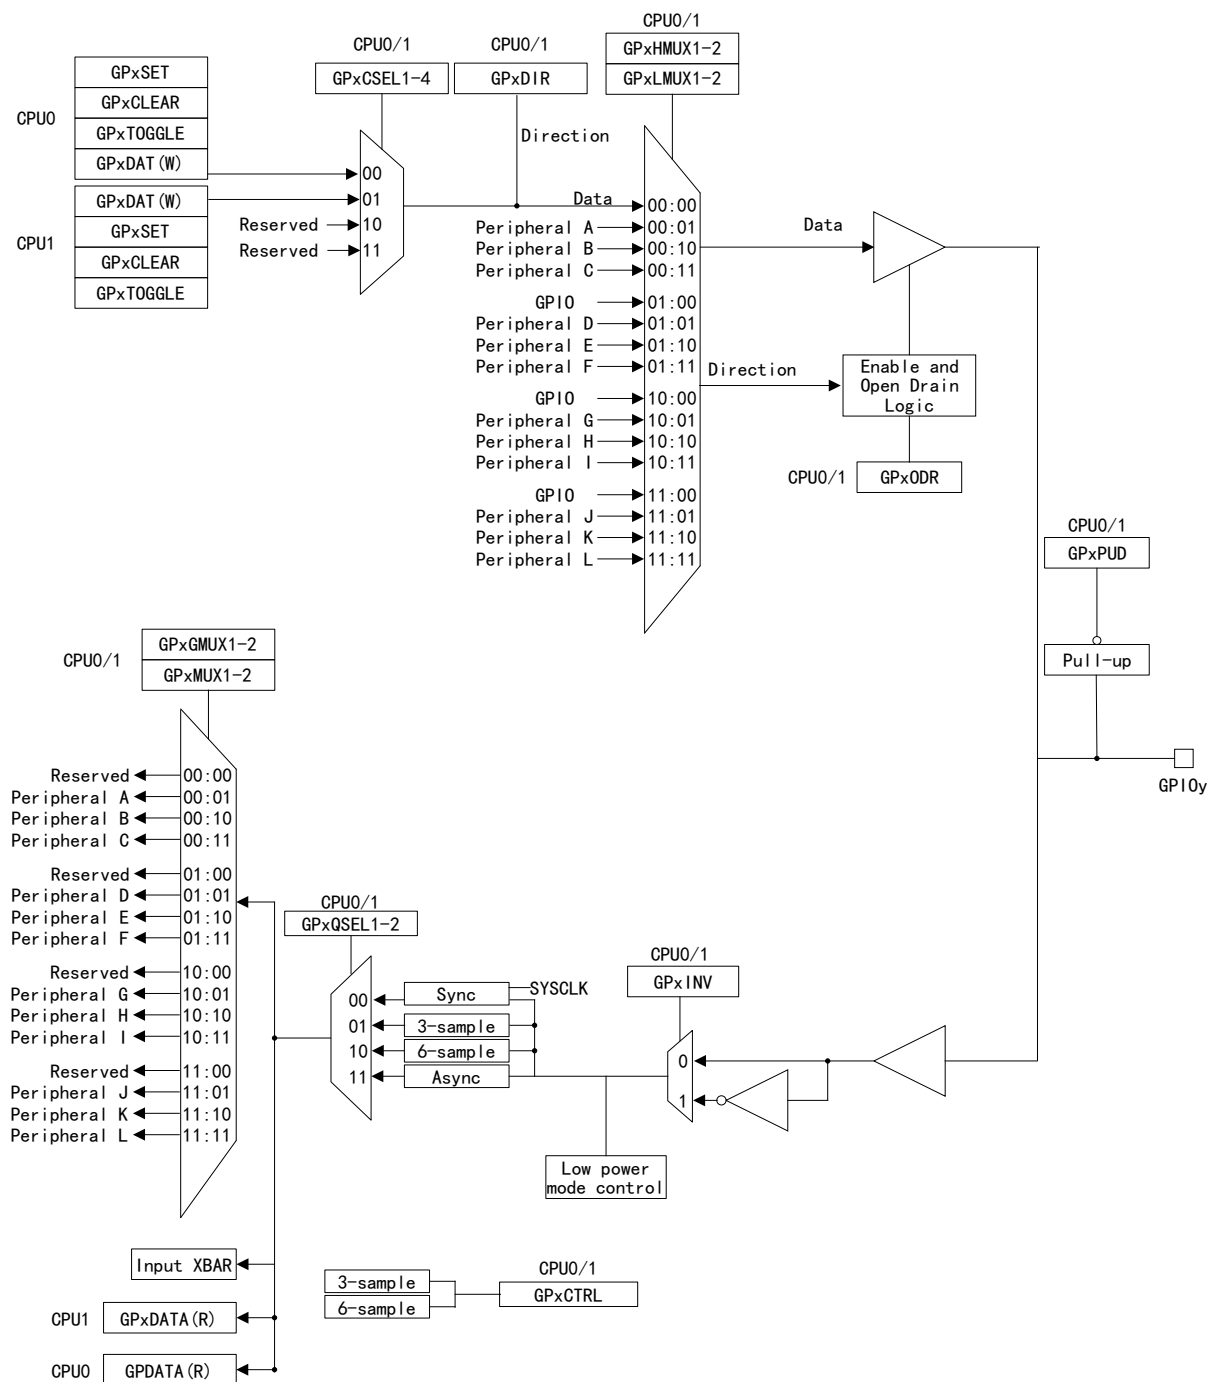 CPU0/1
GPxHMUX1-2
GPxLMUX1-2
CPU0/1
GPxCSEL1-4
CPU0/1
GPxDIR
CPU0
GPxSET
GPxCLEAR
GPxTOGGLE
GPxDAT(W)
CPU1
GPxDAT(W)
GPxSET
GPxCLEAR
GPxTOGGLE
Reserved
Reserved
00
01
10
11
Direction
Data
Peripheral A
Peripheral B
Peripheral C
GPIO
Peripheral D
Peripheral E
Peripheral F
GPIO
Peripheral G
Peripheral H
Peripheral I
GPIO
Peripheral J
Peripheral K
Peripheral L
00:00
00:01
00:10
00:11
01:00
01:01
01:10
01:11
10:00
10:01
10:10
10:11
11:00
11:01
11:10
11:11
Data
Direction
Enable and
Open Drain
Logic
CPU0/1
GPxODR
CPU0/1
GPxPUD
Pull-up
GPIOy
CPU0/1
GPxGMUX1-2
GPxMUX1-2
Reserved
Peripheral A
Peripheral B
Peripheral C
Reserved
Peripheral D
Peripheral E
Peripheral F
Reserved
Peripheral G
Peripheral H
Peripheral I
Reserved
Peripheral J
Peripheral K
Peripheral L
00:00
00:01
00:10
00:11
01:00
01:01
01:10
01:11
10:00
10:01
10:10
10:11
11:00
11:01
11:10
11:11
CPU0/1
GPxQSEL1-2
00
01
10
11
Sync
3-sample
6-sample
Async
SYSCLK
CPU0/1
GPxINV
0
1
Low power
mode control
Input XBAR
CPU1
GPxDATA(R)
CPU0
GPDATA(R)
3-sample
6-sample
CPU0/1
GPxCTRL